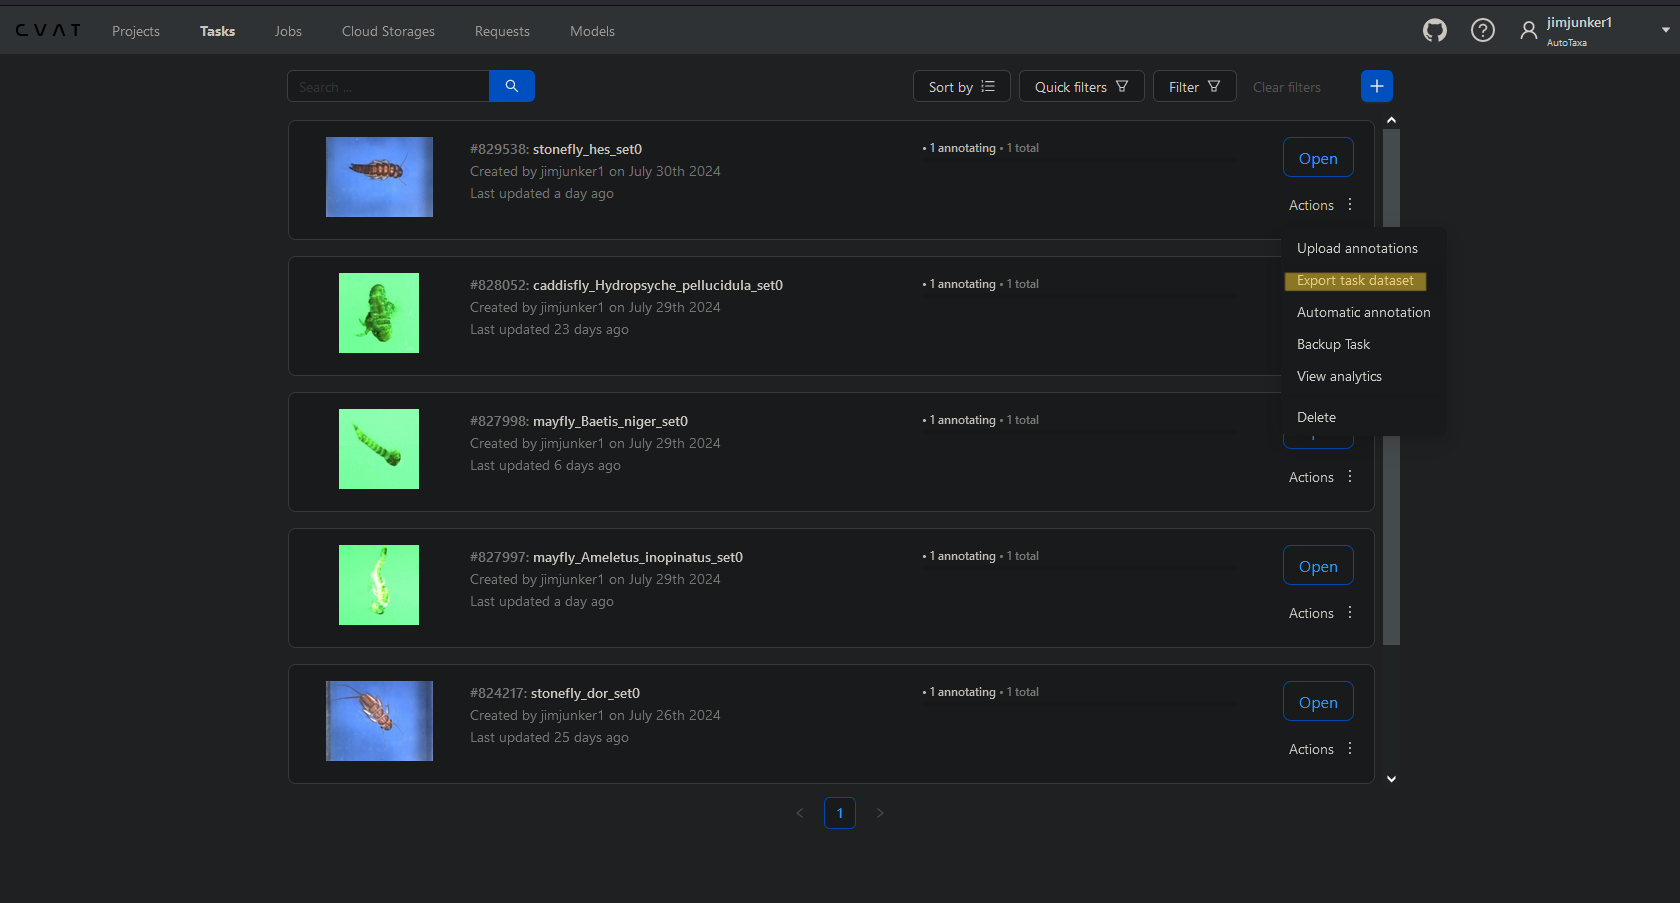 CVAT Projects Tasks Jobs Cloud Storages Requests Models jimjunker1
AutoTaxa
Search ... Sort by Quick filters Filter Clear filters
#829538: stonefly_hes_set0 • 1 annotating • 1 total
Created by jimjunker1 on July 30th 2024
Last updated a day ago
Open
Actions
Upload annotations
Export task dataset
Automatic annotation
Backup Task
View analytics
Delete
#828052: caddisfly_Hydropsyche_pellucidula_set0 • 1 annotating • 1 total
Created by jimjunker1 on July 29th 2024
Last updated 23 days ago
#827998: mayfly_Baetis_niger_set0 • 1 annotating • 1 total
Created by jimjunker1 on July 29th 2024
Last updated 6 days ago
Actions
#827997: mayfly_Ameletus_inopinatus_set0 • 1 annotating • 1 total
Created by jimjunker1 on July 29th 2024
Last updated a day ago
Open
Actions
#824217: stonefly_dor_set0 • 1 annotating • 1 total
Created by jimjunker1 on July 26th 2024
Last updated 25 days ago
Open
Actions
< 1 >